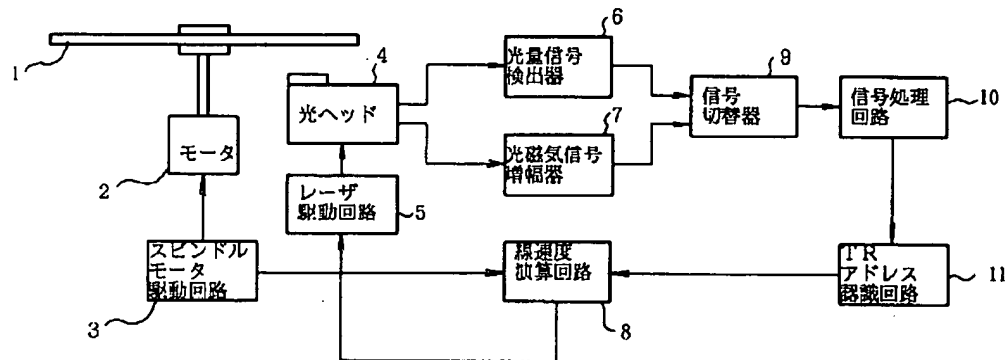 1
モータ
2
スピンドル
モータ
駆動回路
3
4
光ヘッド
レーザ
駆動回路
5
6
光量信号
検出器
7
光磁気信号
増幅器
線速度
演算回路
8
9
信号
切替器
信号処理
回路
10
TR
アドレス
認識回路
11